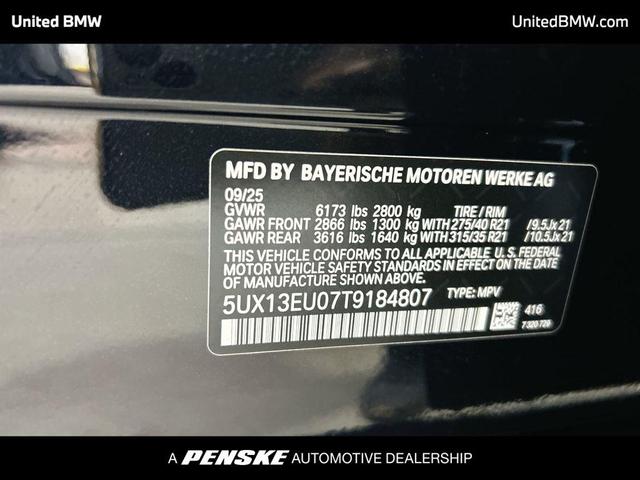 United BMW
UnitedBMW.com/
MFD BY BAYERISCHE MOTOREN WERKE AG
09/25
GVWR 6173 lbs 2800 kg TIRE / RIM
GAWR FRONT 2866 lbs 1300 kg WITH 275/40 R21 /9.5Jx21
GAWR REAR 3616 lbs 1640 kg WITH 315/35 R21 /10.5Jx21
THIS VEHICLE CONFORMS TO ALL APPLICABLE U.S. FEDERAL
MOTOR VEHICLE SAFETY STANDARDS IN EFFECT ON THE
DATE OF MANUFACTURE SHOWN ABOVE.
5UX13EU07T9184807 TYPE: MPV
416
7 320 729
A PENSKE AUTOMOTIVE DEALERSHIP